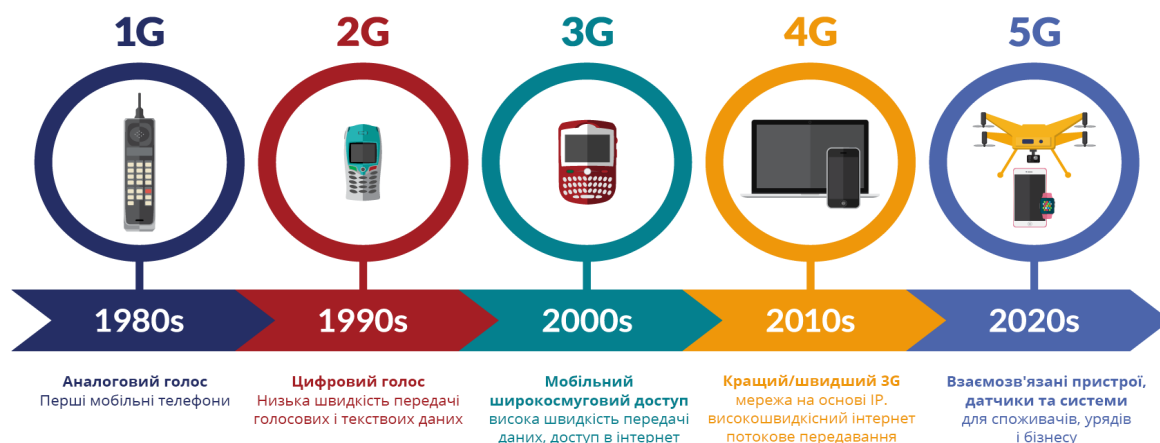 1G
2G
3G
4G
5G
1980s
1990s
2000s
2010s
2020s
Аналоговий голос
Перші мобільні телефони
Цифровий голос
Низька швидкість передачі
голосових і текствоих даних
Мобільний
широкосмуговий доступ
висока швидкість передачі
даних, доступ в інтернет
Кращий/швидший 3G
мережа на основі IP.
високошвидкісний інтернет
потокове передавання
Взаємозв'язані пристрої,
датчики та системи
для споживачів, урядів
і бізнесу